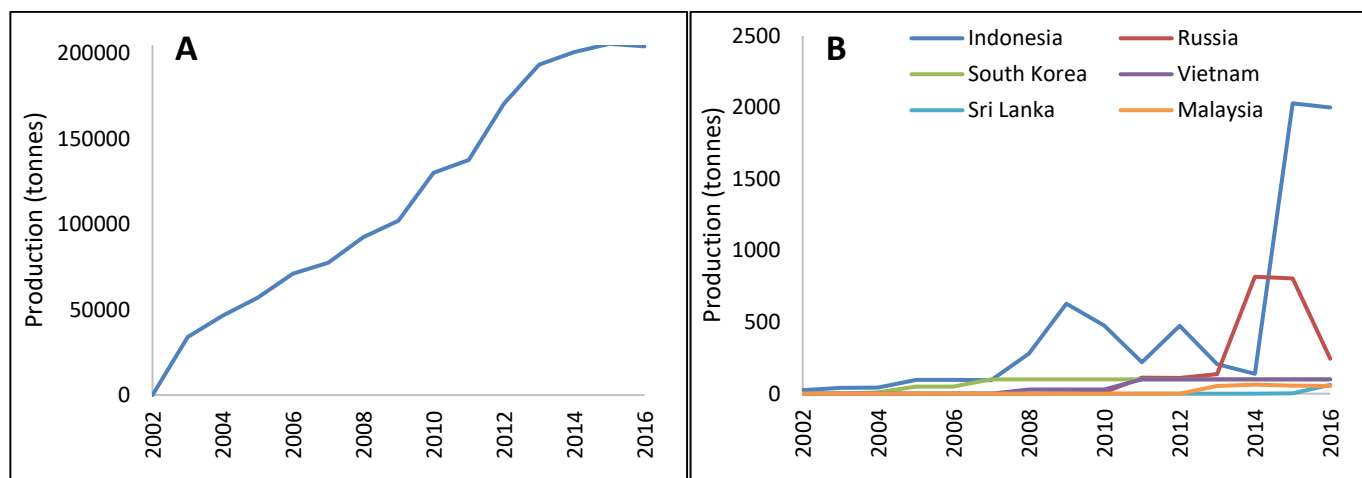 A
Production (tonnes)
200000
150000
100000
50000
0
2002
2004
2006
2008
2010
2012
2014
2016
B
Production (tonnes)
2500
2000
1500
1000
500
0
Indonesia
Russia
South Korea
Vietnam
Sri Lanka
Malaysia
2002
2004
2006
2008
2010
2012
2014
2016